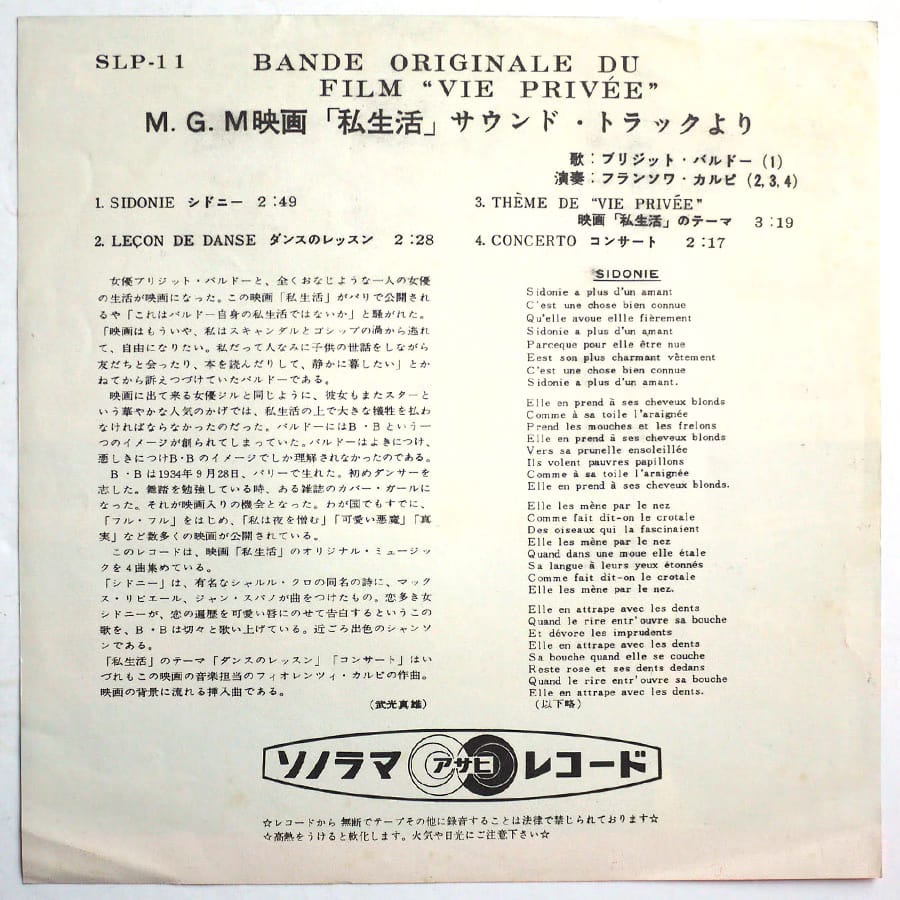 SLP-11
BANDE ORIGINALE DU
FILM “VIE PRIVÉE”
M.G.M映画「私生活」サウンド・トラックより
歌：ブリジット・バルドー(1)
演奏：フランソワ・カルピ(2,3,4)
1. SIDONIE シドニー 2:49
2. LEÇON DE DANSE ダンスのレッスン 2:28
3. THÈME DE “VIE PRIVÉE”
映画「私生活」のテーマ 3:19
4. CONCERTO コンサート 2:17
女優ブリジット・バルドーと、全くおなじような一人の女優
の生活が映画になった。この映画「私生活」がパリで公開され
るや「これはバルドー自身の私生活ではないか」と騒がれた。
「映画はもういや、私はスキャンダルとゴシップの渦から逃れ
て、自由になりたい。私だって人なみに子供の世話をしながら
友だちと会ったり、本を読んだりして、静かに暮したい」とか
ねてから訴えつづけていたバルドーである。
映画に出て来る女優ジルと同じように、彼女もまたスターと
いう華やかな人気のかげでは、私生活の上で大きな犠牲を払わ
なければならなかったのだった。バルドーにはB・Bという一
つのイメージが創られてしまっていた。バルドーはよきにつけ、
悪しきにつけB・Bのイメージでしか理解されなかったのである。
B・Bは1934年9月28日、パリーで生れた。初めダンサーを
志した。舞踏を勉強している時、ある雑誌のカバー・ガールに
なった。それが映画入りの機会となった。わが国でもすでに、
「フル・フル」をはじめ、「私は夜を憎む」「可愛い悪魔」「真
実」など数多くの映画が公開されている。
このレコードは、映画「私生活」のオリジナル・ミュージッ
クを4曲集めている。
「シドニー」は、有名なシャルル・クロの同名の詩に、マック
ス・リビエール、ジャン・スパノが曲をつけたもの。恋多き女
シドニーが、恋の遍歴を可愛い唇にのせて告白するというこの
歌を、B・Bは切々と歌い上げている。近ごろ出色のシャンソ
ンである。
「私生活」のテーマ「ダンスのレッスン」「コンサート」はい
づれもこの映画の音楽担当のフィオレンツィ・カルピの作曲。
映画の背景に流れる挿入曲である。
（武光真雄）
SIDONIE
Sidonie a plus d'un amant
C'est une chose bien connue
Qu'elle avoue ellle fièrement
Sidonie a plus d'un amant
Parceque pour elle être nue
Eest son plus charmant vêtement
C'est une chose bien connue
Sidonie a plus d'un amant.
Elle en prend à ses cheveux blonds
Comme à sa toile l'araignée
Prend les mouches et les frelons
Elle en prend à ses cheveux blonds
Vers sa prunelle ensoleillée
Ils volent pauvres papillons
Comme à sa toile l'araignée
Elle en prend à ses cheveux blonds.
Elle les mène par le nez
Comme fait dit-on le crotale
Des oiseaux qui la fascinaient
Elle les mène par le nez
Quand dans une moue elle étale
Sa langue à leurs yeux étonnés
Comme fait dit-on le crotale
Elle les mène par le nez.
Elle en attrape avec les dents
Quand le rire entr'ouvre sa bouche
Et dévore les imprudents
Elle en attrape avec les dents
Sa bouche quand elle se couche
Reste rose et ses dents dedans
Quand le rire entr'ouvre sa bouche
Elle en attrape avec les dents.
(以下略)
ソノラマ アサヒ レコード
☆レコードから 無断でテープその他に録音することは法律で禁じられております☆
☆高熱をうけると軟化します。火気や日光にご注意下さい☆